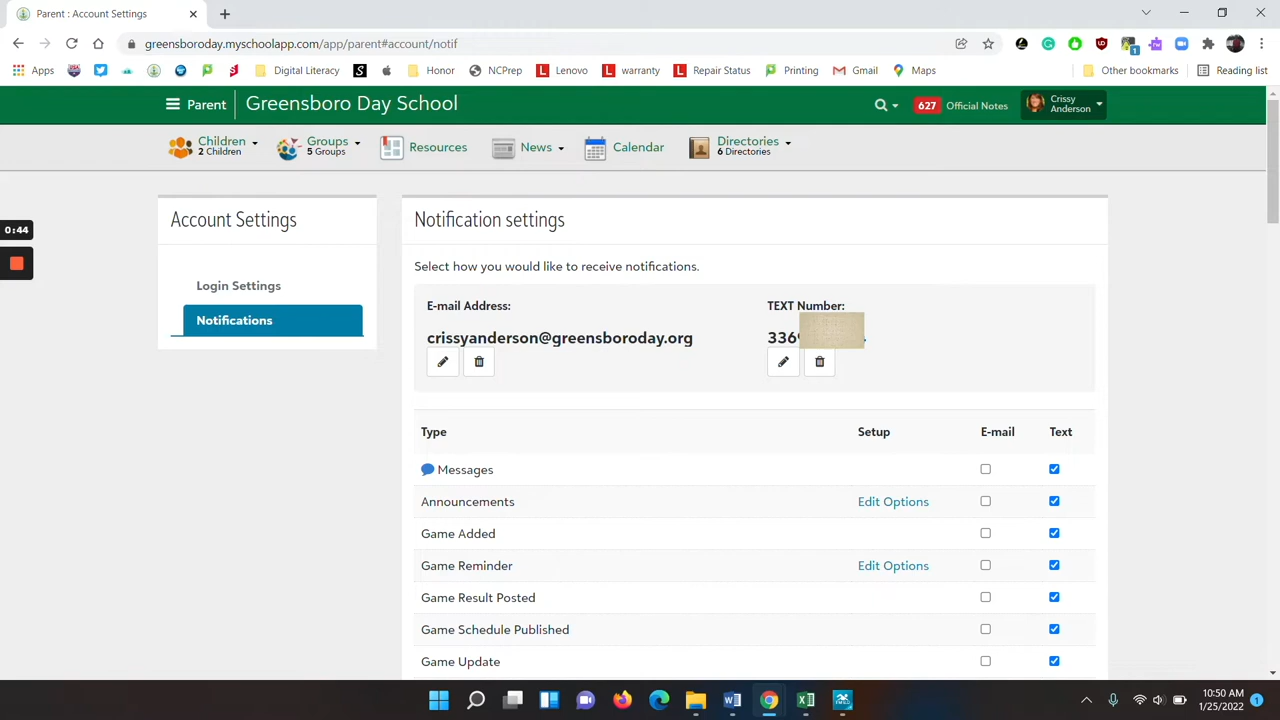 Parent : Account Settings
greensboroday.myschoolapp.com/app/parent#account/notif
Apps
Digital Literacy
Honor
NCPrep
Lenovo
warranty
Repair Status
Printing
Gmail
Maps
Other bookmarks
Reading list
Parent
Greensboro Day School
627 Official Notes
Crissy
Anderson
Children
2 Children
Groups
5 Groups
Resources
News
Calendar
Directories
6 Directories
0:44
Account Settings
Login Settings
Notifications
Notification settings
Select how you would like to receive notifications.
E-mail Address:
crissyanderson@greensboroday.org
TEXT Number:
Type Setup E-mail Text
Messages
Announcements Edit Options
Game Added
Game Reminder Edit Options
Game Result Posted
Game Schedule Published
Game Update
10:50 AM
1/25/2022